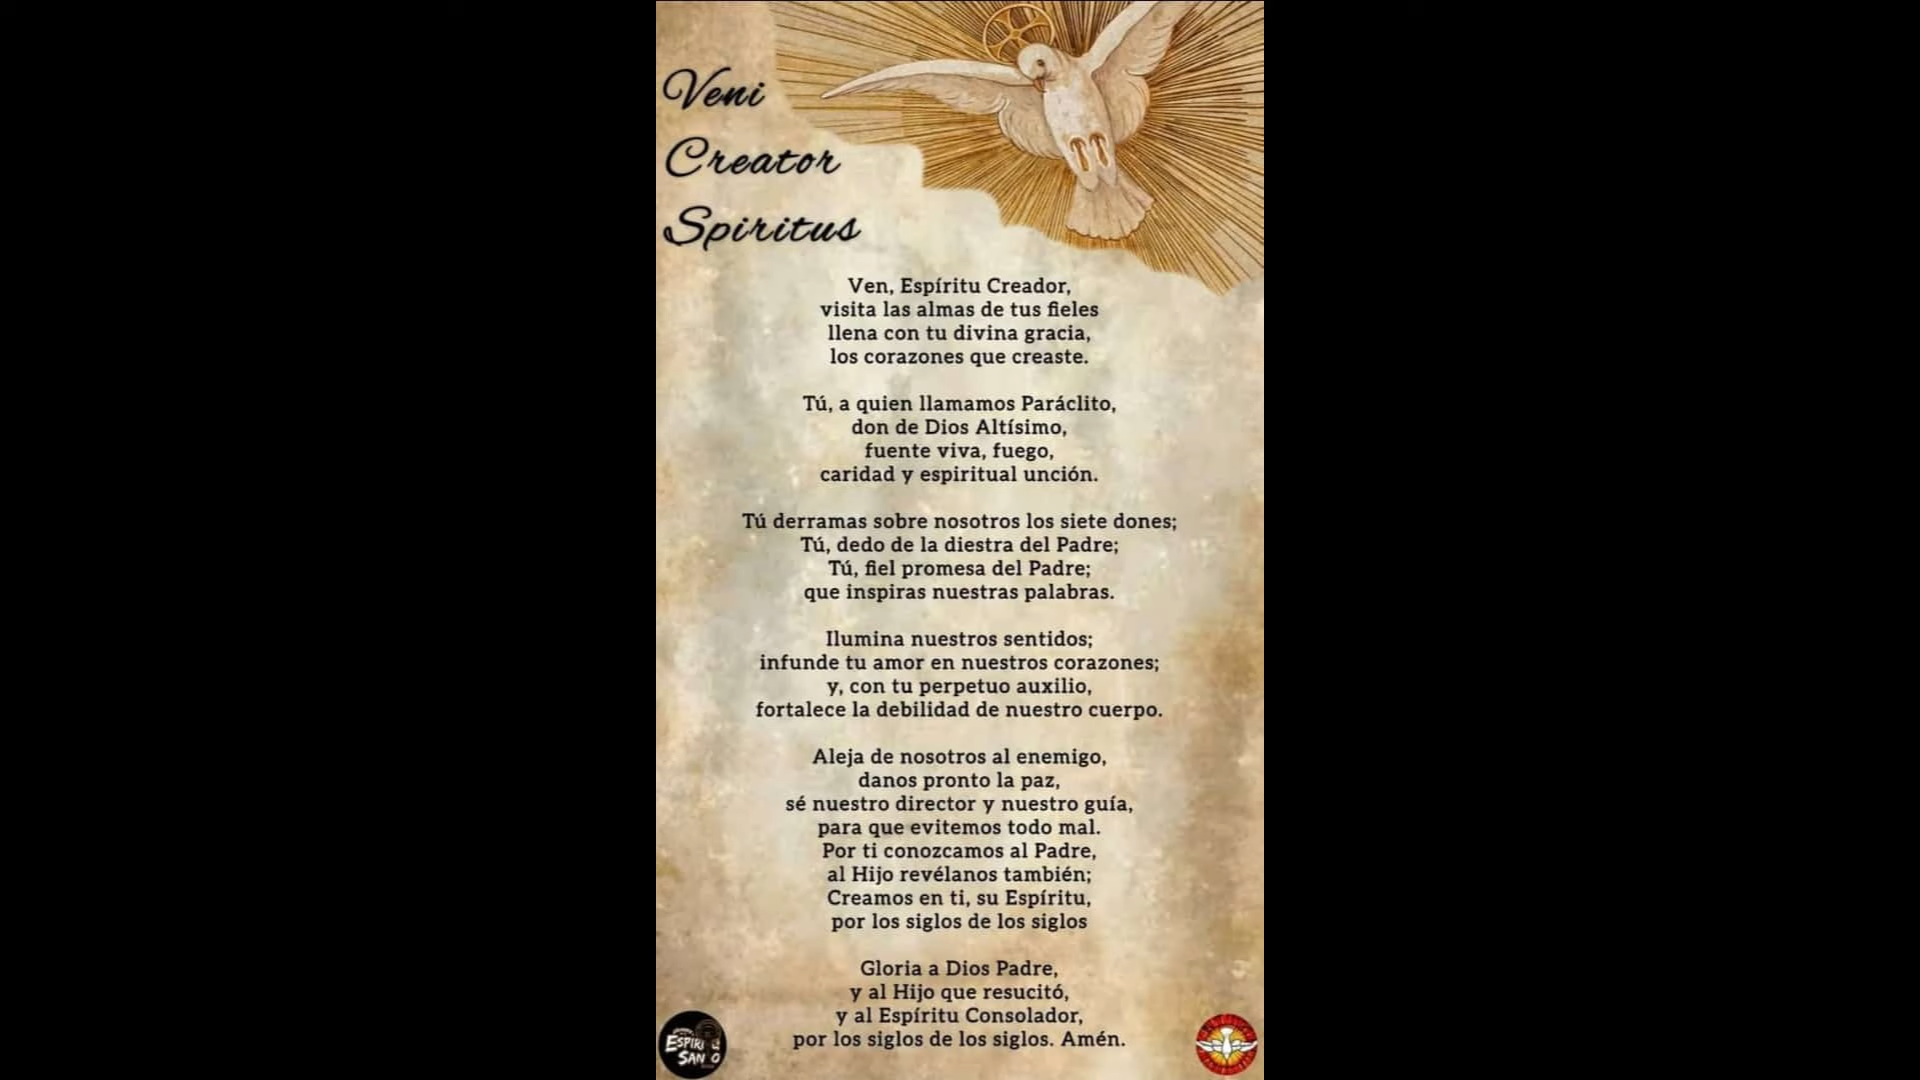 Veni
Creator
Spiritus
Ven, Espíritu Creador,
visita las almas de tus fieles
llena con tu divina gracia,
los corazones que creaste.
Tú, a quien llamamos Paráclito,
don de Dios Altísimo,
fuente viva, fuego,
caridad y espiritual unción.
Tú derramas sobre nosotros los siete dones;
Tú, dedo de la diestra del Padre;
Tú, fiel promesa del Padre;
que inspiras nuestras palabras.
Ilumina nuestros sentidos;
infunde tu amor en nuestros corazones;
y, con tu perpetuo auxilio,
fortalece la debilidad de nuestro cuerpo.
Aleja de nosotros al enemigo,
danos pronto la paz,
sé nuestro director y nuestro guía,
para que evitemos todo mal.
Por ti conozcamos al Padre,
al Hijo revélanos también;
Creamos en ti, su Espíritu,
por los siglos de los siglos
Gloria a Dios Padre,
y al Hijo que resucitó,
y al Espíritu Consolador,
por los siglos de los siglos. Amén.